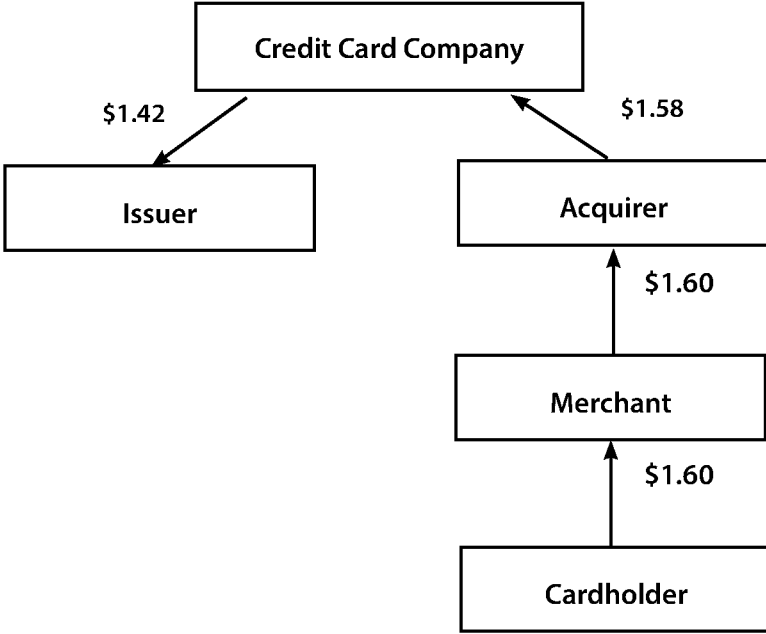 Credit Card Company
$1.42
$1.58
Issuer
Acquirer
$1.60
Merchant
$1.60
Cardholder